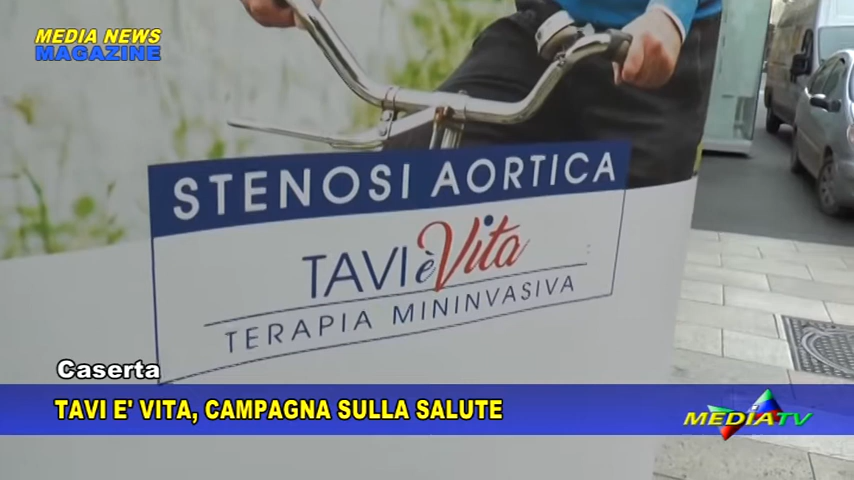 MEDIA NEWS
MAGAZINE
STENOSI AORTICA
TAVI è Vita
TERAPIA MININVASIVA
Caserta
TAVI E' VITA, CAMPAGNA SULLA SALUTE
MEDIATV